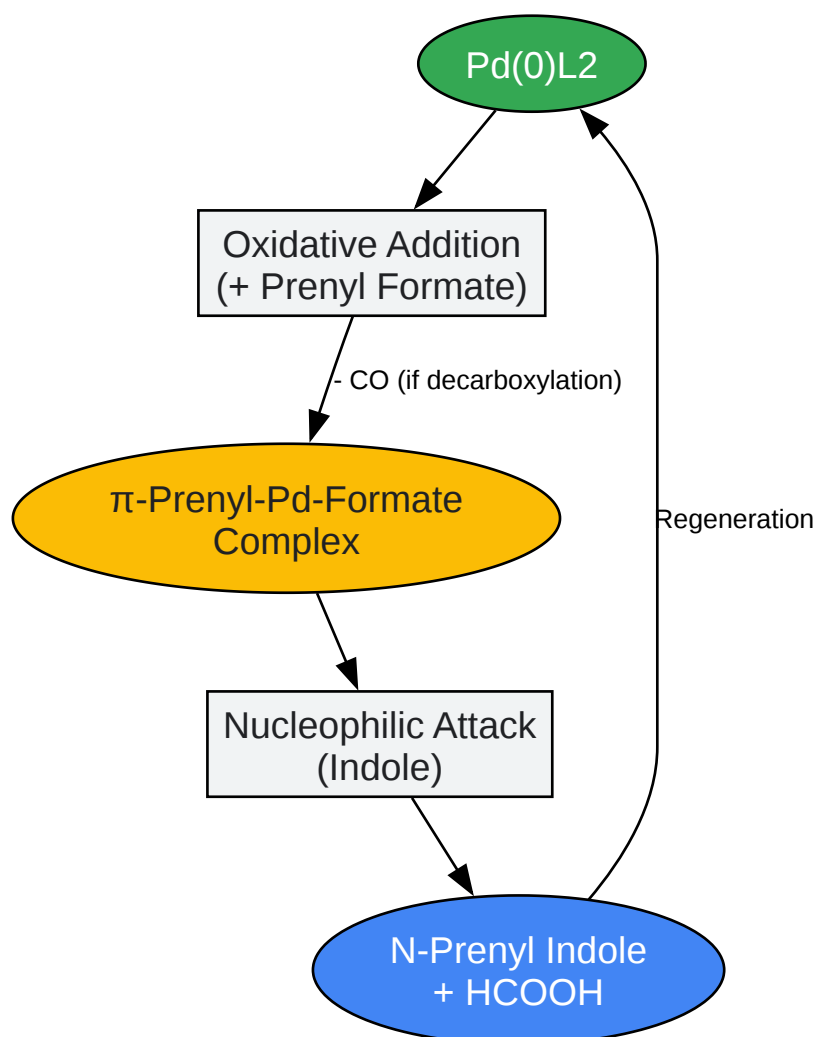 Pd(0)L2
Oxidative Addition
(+ Prenyl Formate)
- CO (if decarboxylation)
π-Prenyl-Pd-Formate
Complex
Regeneration
Nucleophilic Attack
(Indole)
N-Prenyl Indole
+ HCOOH